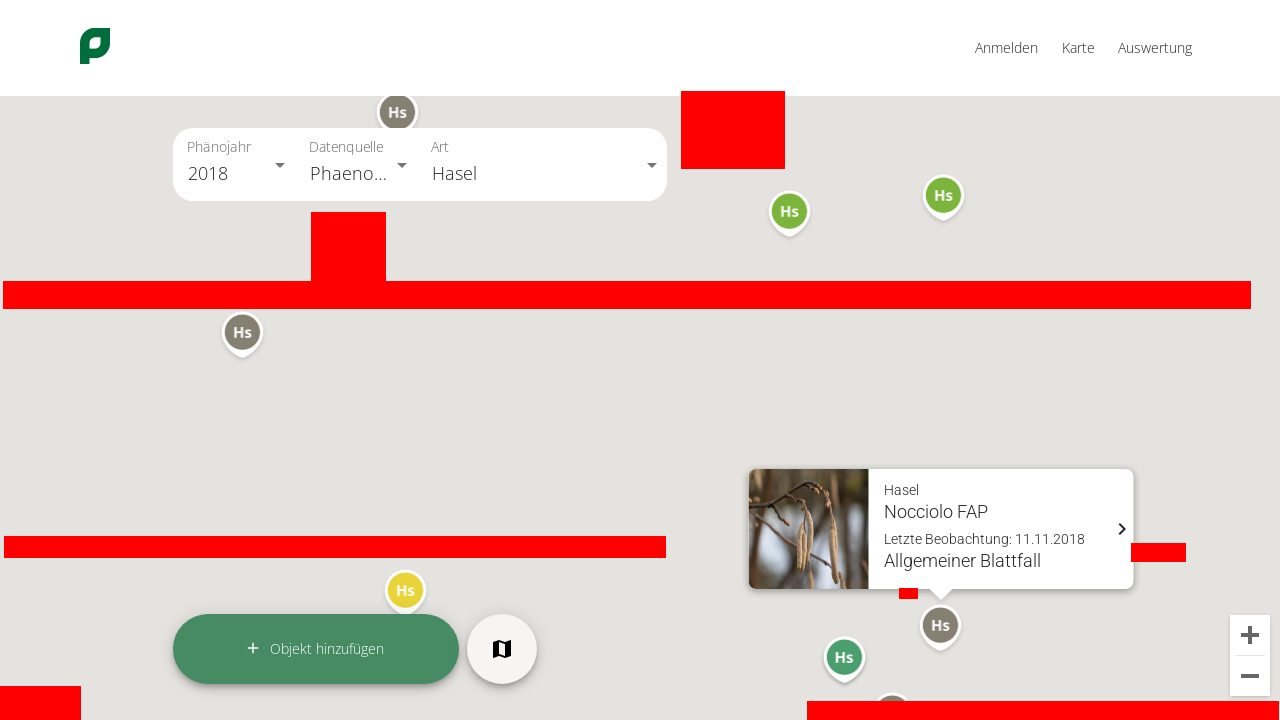 Anmelden Karte Auswertung
Hs
Phänojahr Datenquelle Art
2018 Phaeno... Hasel
Hs
Hs
Hs
Hasel
Nocciolo FAP
Letzte Beobachtung: 11.11.2018
Allgemeiner Blattfall
Hs
Hs
+ Objekt hinzufügen
Hs